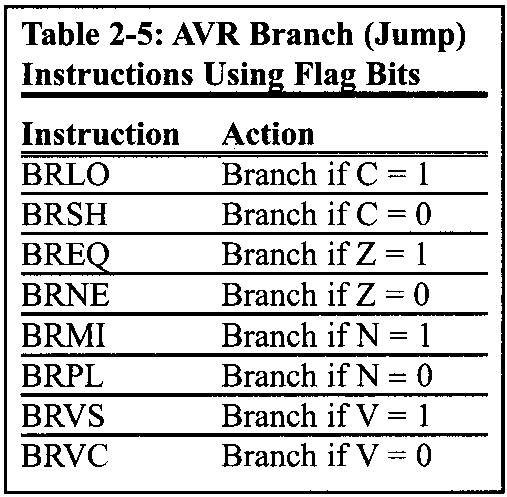 Table 2-5: AVR Branch (Jump)
Instructions Using Flag Bits
Instruction Action
BRLO Branch if C = 1
BRSH Branch if C = 0
BREQ Branch if Z = 1
BRNE Branch if Z = 0
BRMI Branch if N = 1
BRPL Branch if N = 0
BRVS Branch if V = 1
BRVC Branch if V = 0